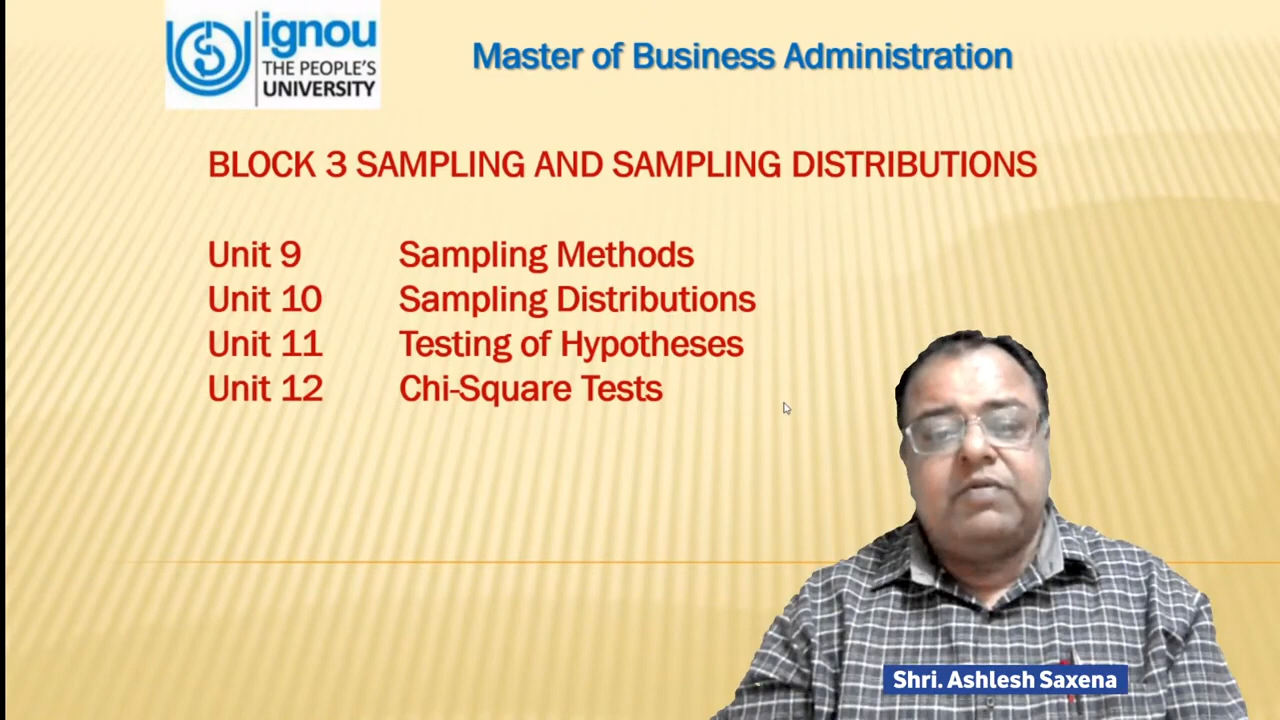 ignou
THE PEOPLE'S
UNIVERSITY
Master of Business Administration
BLOCK 3 SAMPLING AND SAMPLING DISTRIBUTIONS
Unit 9 Sampling Methods
Unit 10 Sampling Distributions
Unit 11 Testing of Hypotheses
Unit 12 Chi-Square Tests
Shri. Ashlesh Saxena